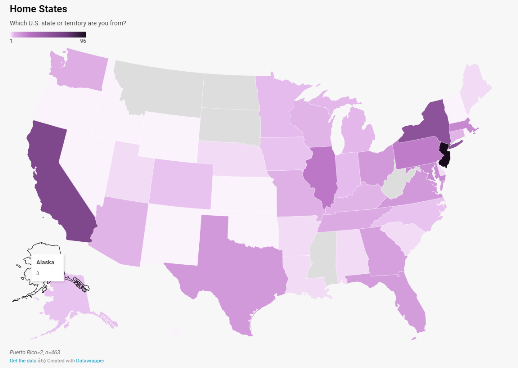 Home States
Which U.S. state or territory are you from?
1 96
Alaska
3
Puerto Rico=2, n=463
Get the data • Created with Datawrapper